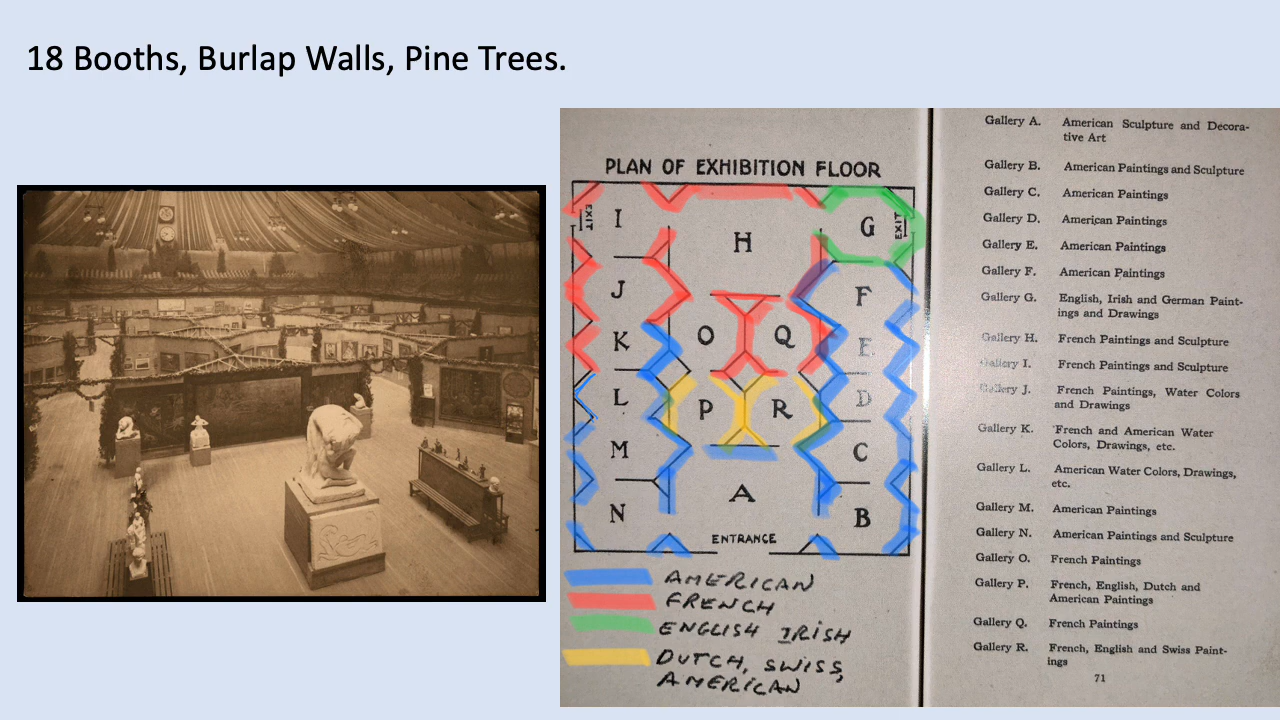 18 Booths, Burlap Walls, Pine Trees.
PLAN OF EXHIBITION FLOOR
EXIT
I
H
G
EXIT
J
F
K
O
Q
E
L
P
R
D
M
C
N
A
B
ENTRANCE
AMERICAN
FRENCH
ENGLISH IRISH
DUTCH, SWISS,
AMERICAN
Gallery A. American Sculpture and Decora-
tive Art
Gallery B. American Paintings and Sculpture
Gallery C. American Paintings
Gallery D. American Paintings
Gallery E. American Paintings
Gallery F. American Paintings
Gallery G. English, Irish and German Paint-
ings and Drawings
Gallery H. French Paintings and Sculpture
Gallery I. French Paintings and Sculpture
Gallery J. French Paintings, Water Colors
and Drawings
Gallery K. French and American Water
Colors, Drawings, etc.
Gallery L. American Water Colors, Drawings,
etc.
Gallery M. American Paintings
Gallery N. American Paintings and Sculpture
Gallery O. French Paintings
Gallery P. French, English, Dutch and
American Paintings
Gallery Q. French Paintings
Gallery R. French, English and Swiss Paint-
ings
71